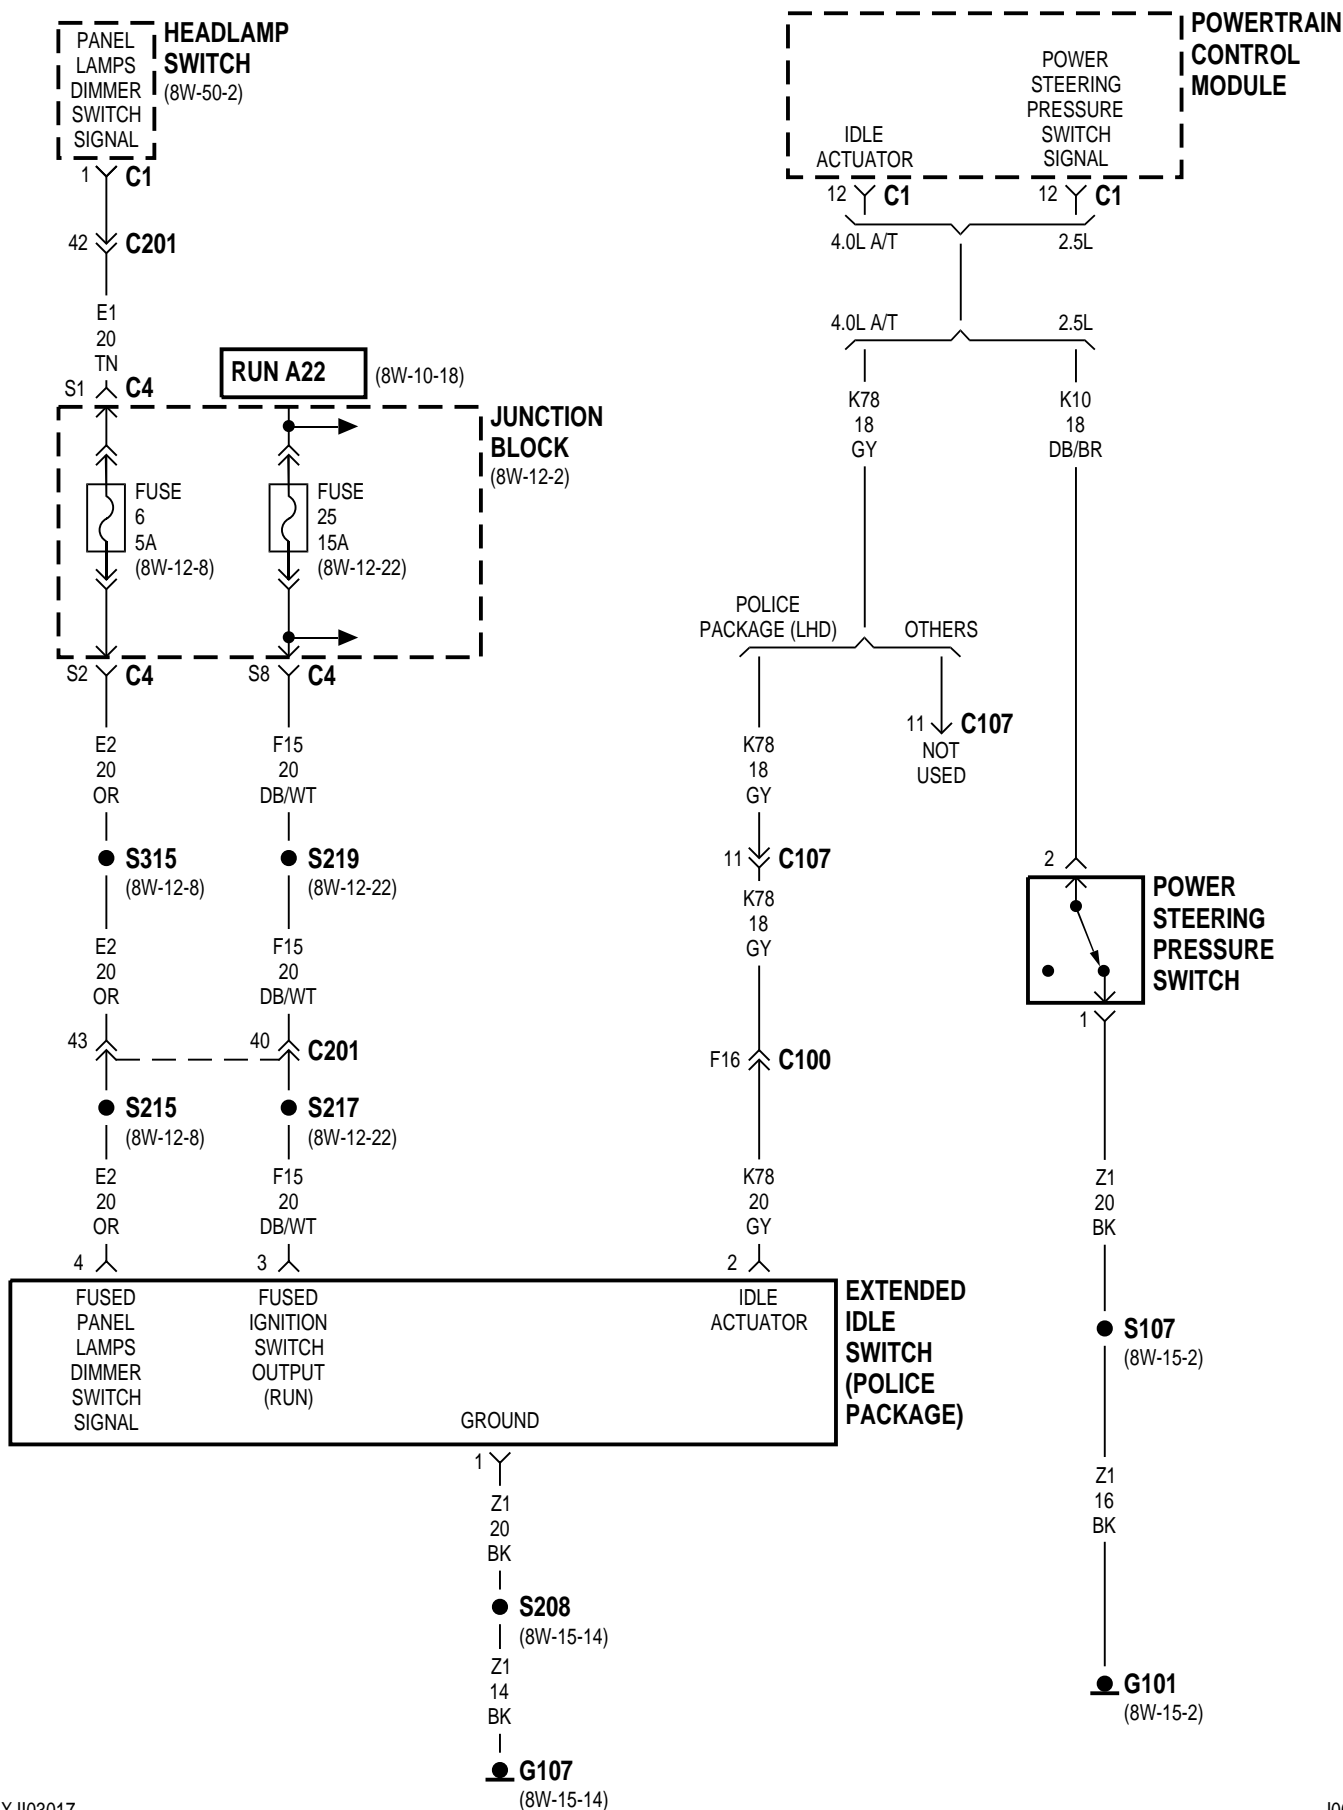 PANEL
LAMPS
DIMMER
SWITCH
SIGNAL
HEADLAMP
SWITCH
(8W-50-2)
1
C1
42
C201
E1
20
TN
S1
C4
RUN A22
(8W-10-18)
JUNCTION
BLOCK
(8W-12-2)
FUSE
6
5A
(8W-12-8)
FUSE
25
15A
(8W-12-22)
S2
C4
S8
C4
E2
20
OR
F15
20
DB/WT
S315
(8W-12-8)
S219
(8W-12-22)
E2
20
OR
F15
20
DB/WT
43
40
C201
S215
(8W-12-8)
S217
(8W-12-22)
E2
20
OR
F15
20
DB/WT
4
3
POWERTRAIN
CONTROL
MODULE
IDLE
ACTUATOR
POWER
STEERING
PRESSURE
SWITCH
SIGNAL
12
C1
12
C1
4.0L A/T
2.5L
4.0L A/T
2.5L
K78
18
GY
K10
18
DB/BR
POLICE
PACKAGE (LHD)
OTHERS
11
C107
NOT
USED
K78
18
GY
11
C107
K78
18
GY
F16
C100
K78
20
GY
2
2
POWER
STEERING
PRESSURE
SWITCH
1
Z1
20
BK
S107
(8W-15-2)
Z1
16
BK
G101
(8W-15-2)
FUSED
PANEL
LAMPS
DIMMER
SWITCH
SIGNAL
FUSED
IGNITION
SWITCH
OUTPUT
(RUN)
IDLE
ACTUATOR
GROUND
EXTENDED
IDLE
SWITCH
(POLICE
PACKAGE)
1
Z1
20
BK
S208
(8W-15-14)
Z1
14
BK
G107
(8W-15-14)